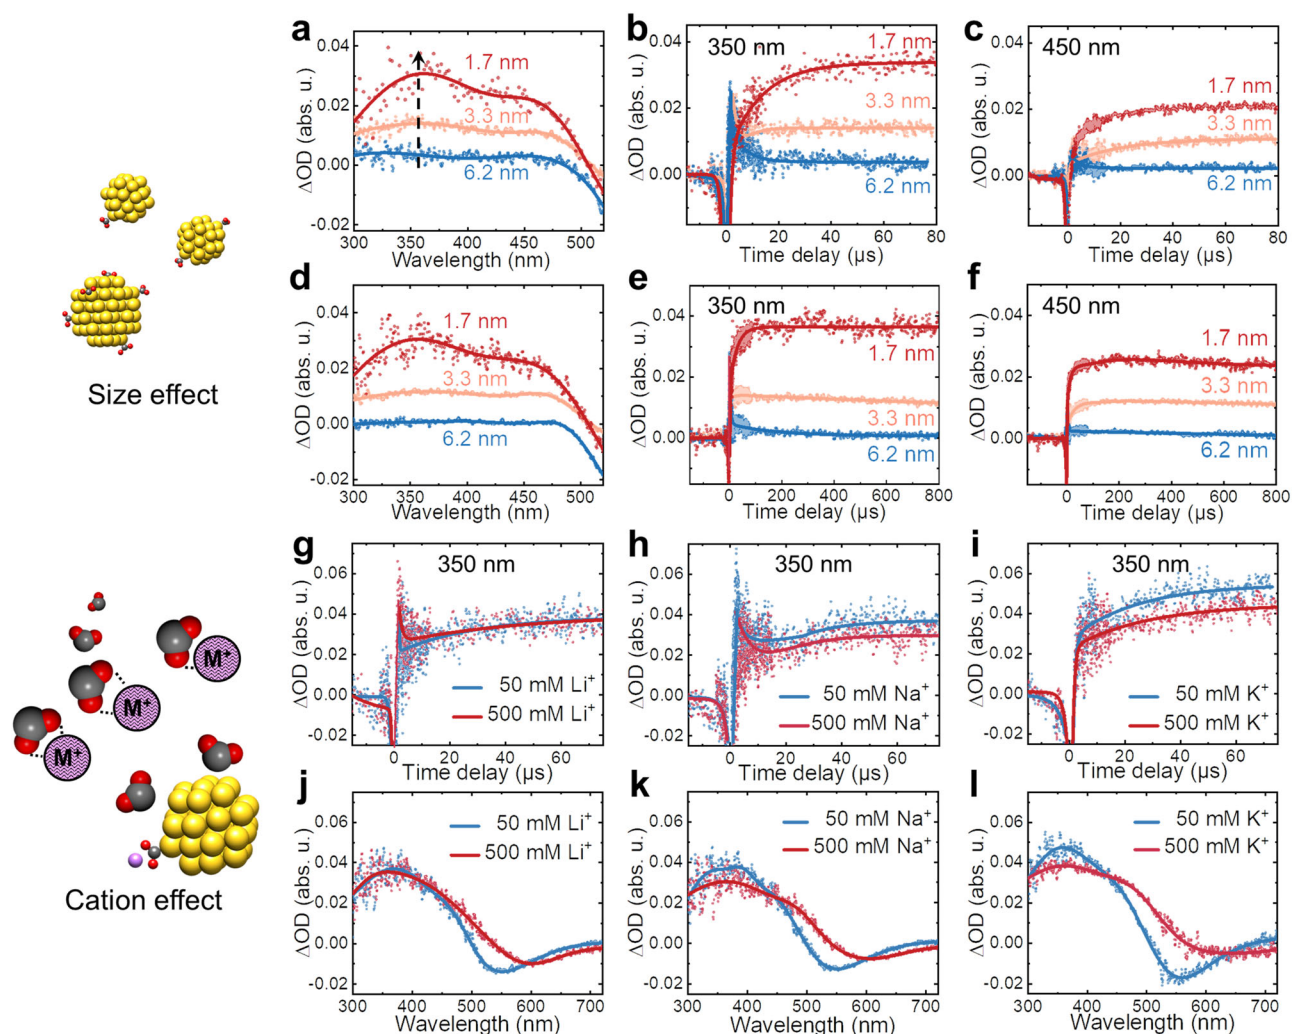 a
ΔOD (abs. u.)
0.04
0.02
0.00
-0.02
1.7 nm
3.3 nm
6.2 nm
300 350 400 450 500
Wavelength (nm)
b
350 nm
ΔOD (abs. u.)
0.04
0.02
0.00
1.7 nm
3.3 nm
6.2 nm
0 20 40 60 80
Time delay (µs)
c
450 nm
ΔOD (abs. u.)
0.04
0.02
0.00
1.7 nm
3.3 nm
6.2 nm
0 20 40 60 80
Time delay (µs)
Size effect
d
ΔOD (abs. u.)
0.04
0.02
0.00
-0.02
1.7 nm
3.3 nm
6.2 nm
300 350 400 450 500
Wavelength (nm)
e
350 nm
ΔOD (abs. u.)
0.06
0.04
0.02
0.00
1.7 nm
3.3 nm
6.2 nm
0 200 400 600 800
Time delay (µs)
f
450 nm
ΔOD (abs. u.)
0.06
0.04
0.02
0.00
1.7 nm
3.3 nm
6.2 nm
0 200 400 600 800
Time delay (µs)
M+
M+
M+
Cation effect
g
350 nm
ΔOD (abs. u.)
0.06
0.04
0.02
0.00
-0.02
50 mM Li+
500 mM Li+
0 20 40 60
Time delay (µs)
h
350 nm
ΔOD (abs. u.)
0.06
0.04
0.02
0.00
-0.02
50 mM Na+
500 mM Na+
0 20 40 60
Time delay (µs)
i
350 nm
ΔOD (abs. u.)
0.06
0.04
0.02
0.00
-0.02
50 mM K+
500 mM K+
0 20 40 60
Time delay (µs)
j
ΔOD (abs. u.)
0.06
0.04
0.02
0.00
-0.02
50 mM Li+
500 mM Li+
300 400 500 600 700
Wavelength (nm)
k
ΔOD (abs. u.)
0.06
0.04
0.02
0.00
-0.02
50 mM Na+
500 mM Na+
300 400 500 600 700
Wavelength (nm)
l
ΔOD (abs. u.)
0.06
0.04
0.02
0.00
-0.02
50 mM K+
500 mM K+
300 400 500 600 700
Wavelength (nm)